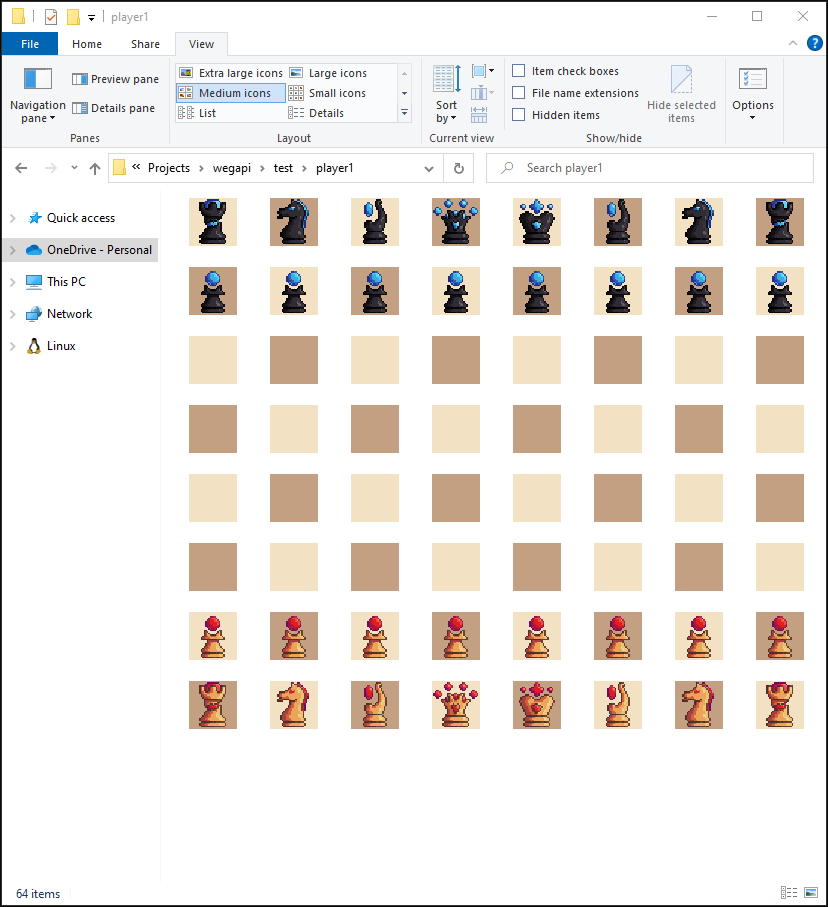 player1
File Home Share View
Navigation pane
Preview pane
Details pane
Panes
Extra large icons Large icons
Medium icons Small icons
List Details
Layout
Sort by
Current view
Item check boxes
File name extensions
Hidden items
Hide selected items
Show/hide
Options
« Projects > wegapi > test > player1
Search player1
Quick access
OneDrive - Personal
This PC
Network
Linux
64 items